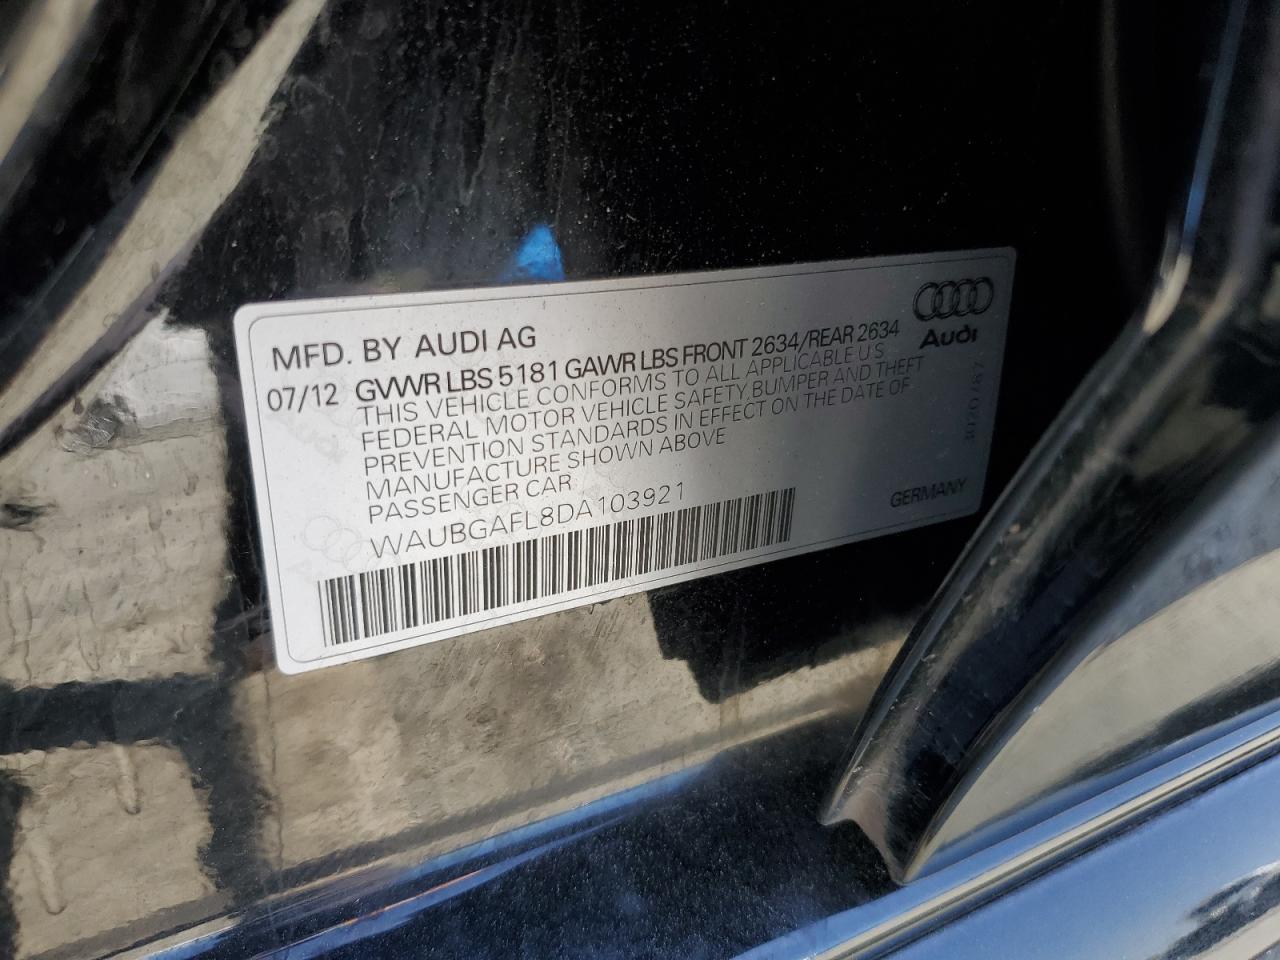 MFD. BY AUDI AG
Audi
07/12 GVWR LBS 5181 GAWR LBS FRONT 2634/REAR 2634
THIS VEHICLE CONFORMS TO ALL APPLICABLE U.S.
FEDERAL MOTOR VEHICLE SAFETY, BUMPER AND THEFT
PREVENTION STANDARDS IN EFFECT ON THE DATE OF
MANUFACTURE SHOWN ABOVE
PASSENGER CAR
WAUBGAFL8DA103921
GERMANY